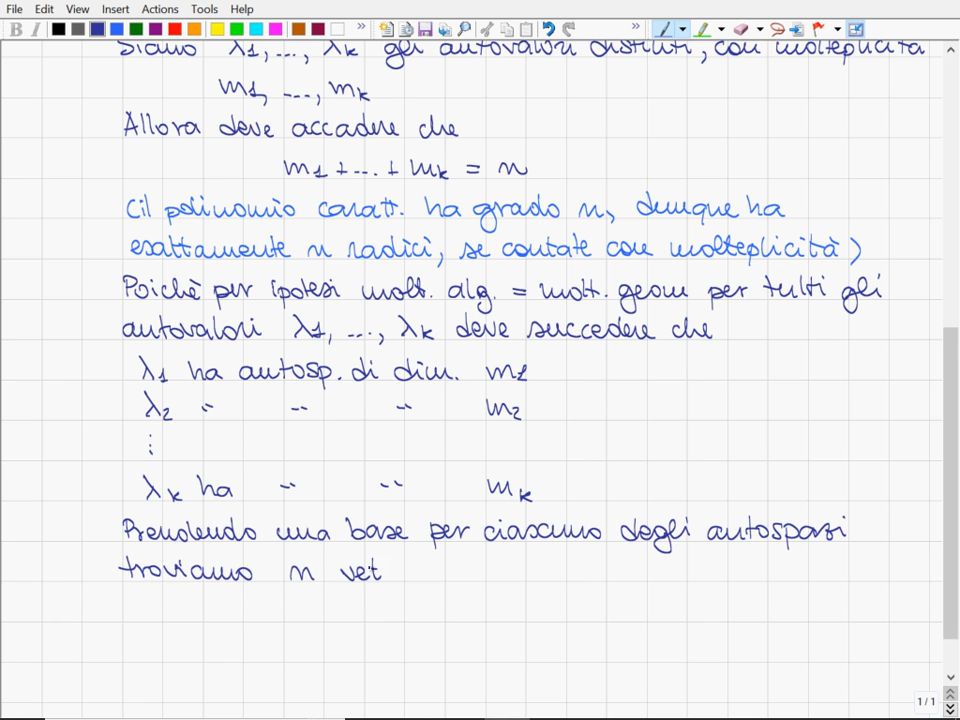 File Edit View Insert Actions Tools Help
B I
Siano λ1, ..., λk gli autovalori distinti, con molteplicità
m1, ..., mk
Allora deve accadere che
m1 + ... + mk = n
(il polinomio caratt. ha grado n, dunque ha
esattamente n radici, se contate con molteplicità)
Poichè per ipotesi molt. alg. = molt. geom per tutti gli
autovalori λ1, ..., λk deve succedere che
λ1 ha autosp. di dim. m1
λ2 " " " m2
⋮
λk ha " " mk
Prendendo una base per ciascuno degli autospazi
troviamo n vet
1/1